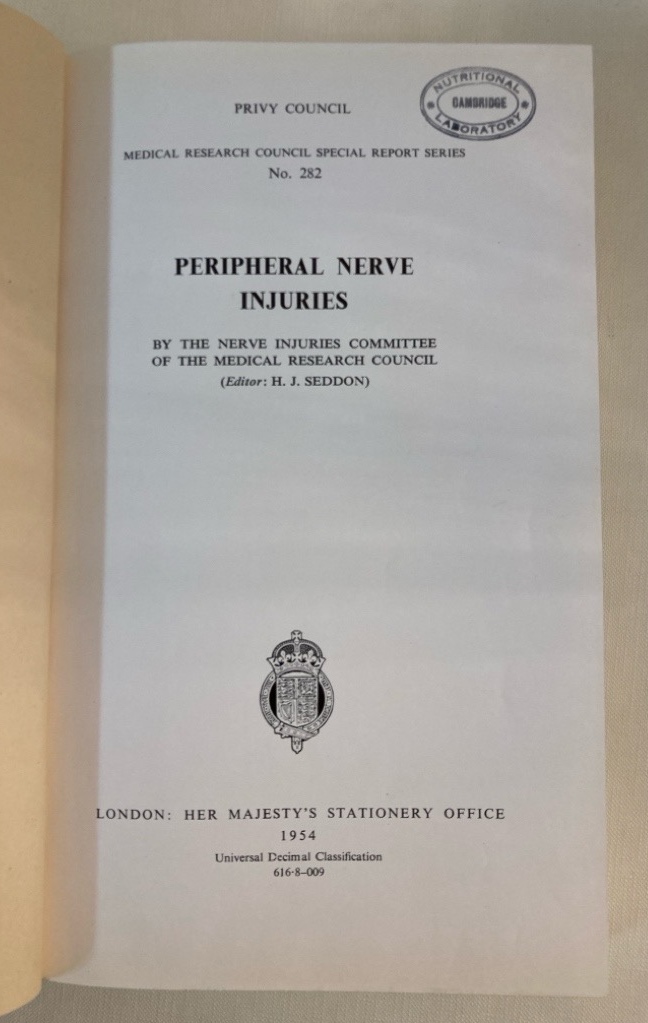 NUTRITIONAL
CAMBRIDGE
LABORATORY
PRIVY COUNCIL
MEDICAL RESEARCH COUNCIL SPECIAL REPORT SERIES
No. 282
PERIPHERAL NERVE
INJURIES
BY THE NERVE INJURIES COMMITTEE
OF THE MEDICAL RESEARCH COUNCIL
(Editor: H. J. SEDDON)
LONDON: HER MAJESTY'S STATIONERY OFFICE
1954
Universal Decimal Classification
616·8–009